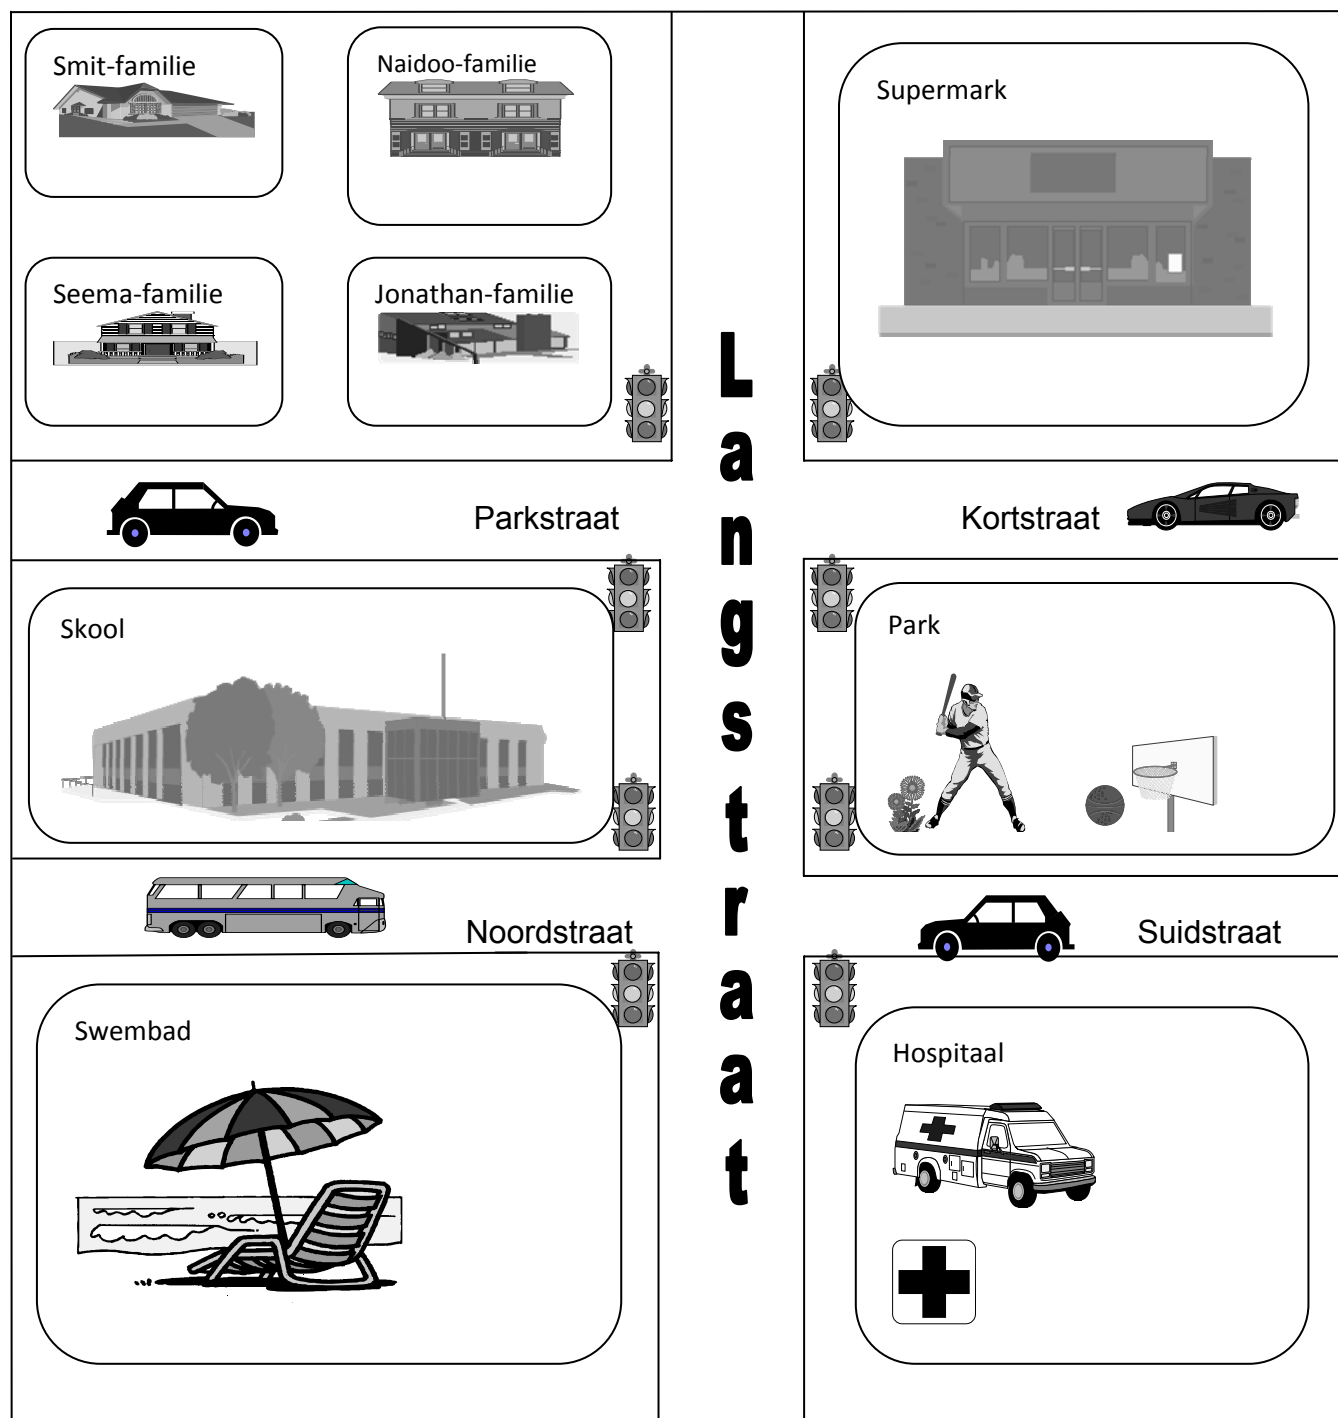 Smit-familie
Naidoo-familie
Supermark
Seema-familie
Jonathan-familie
Langstraat
Parkstraat
Kortstraat
Skool
Park
Noordstraat
Suidstraat
Swembad
Hospitaal